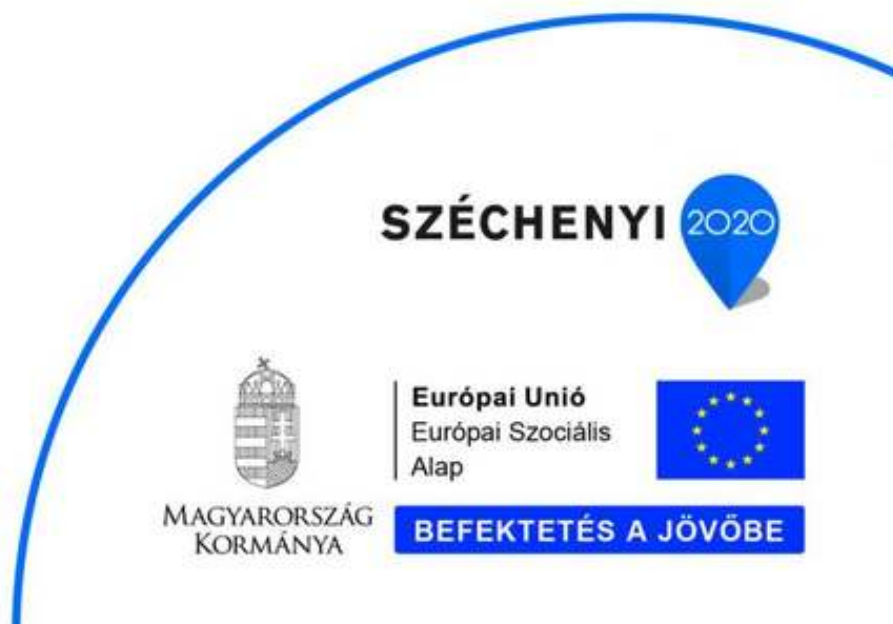 SZÉCHENYI 2020
Európai Unió
Európai Szociális
Alap
MAGYARORSZÁG
KORMÁNYA
BEFEKTETÉS A JÖVŐBE